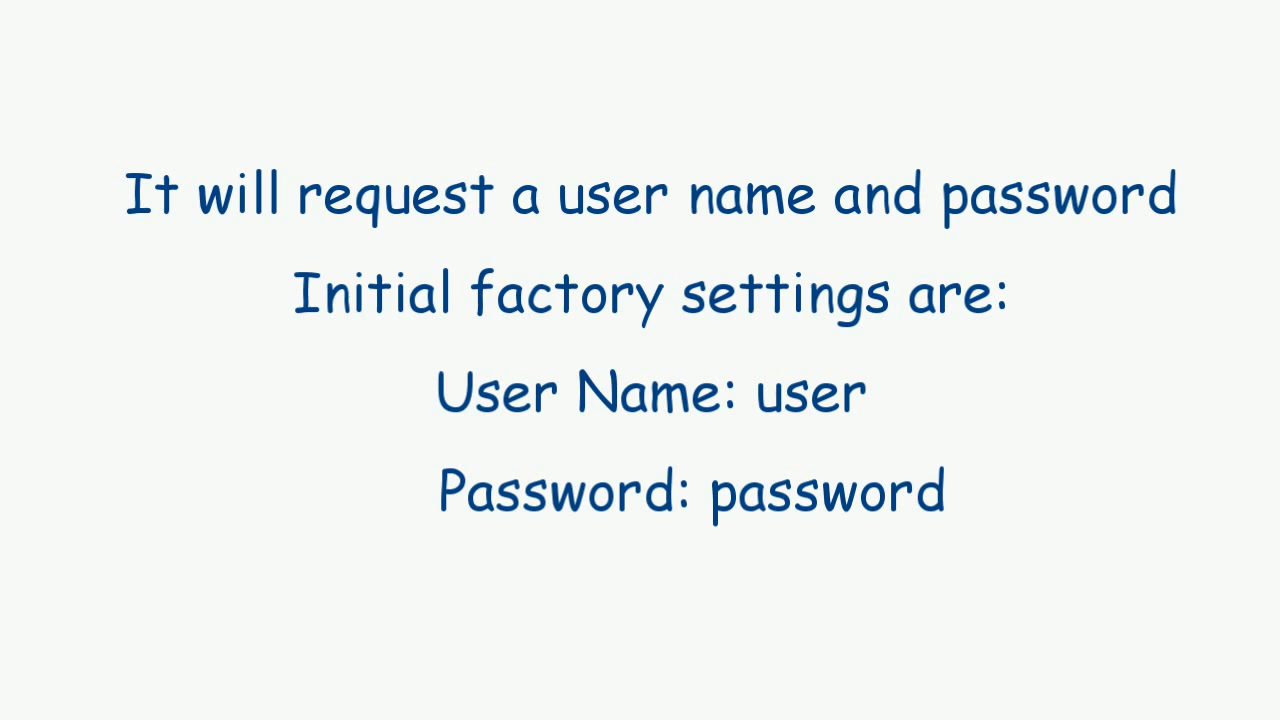 It will request a user name and password
Initial factory settings are:
User Name: user
Password: password